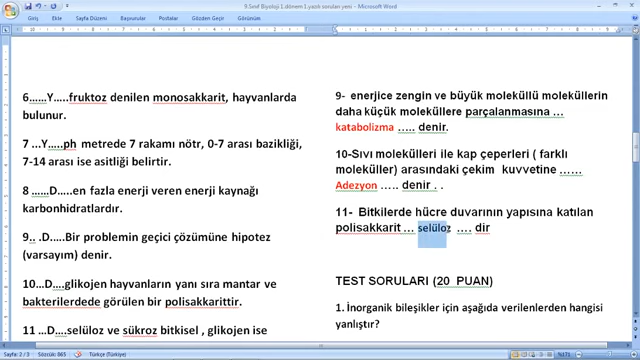 9.Sınıf Biyoloji 1.dönem 1.yazılı soruları yeni - Microsoft Word
Giriş Ekle Sayfa Düzeni Başvurular Postalar Gözden Geçir Görünüm
6……Y…..fruktoz denilen monosakkarit, hayvanlarda
bulunur.
7 ...Y…..ph metrede 7 rakamı nötr, 0-7 arası bazikliği,
7-14 arası ise asitliği belirtir.
8 ……D…..en fazla enerji veren enerji kaynağı
karbonhidratlardır.
9.. .D…..Bir problemin geçici çözümüne hipotez
(varsayım) denir.
10…D….glikojen hayvanların yanı sıra mantar ve
bakterilerdede görülen bir polisakkarittir.
11 …D….selüloz ve sükroz bitkisel , glikojen ise
9- enerjice zengin ve büyük moleküllü moleküllerin
daha küçük moleküllere parçalanmasına …
katabolizma ….. denir.
10-Sıvı molekülleri ile kap çeperleri ( farklı
moleküller) arasındaki çekim kuvvetine ……
Adezyon ….. denir . .
11- Bitkilerde hücre duvarının yapısına katılan
polisakkarit … selüloz …. dir
TEST SORULARI (20 PUAN)
1. İnorganik bileşikler için aşağıda verilenlerden hangisi
yanlıştır?
Sayfa: 2 / 3 Sözcük: 865 Türkçe (Türkiye) %171